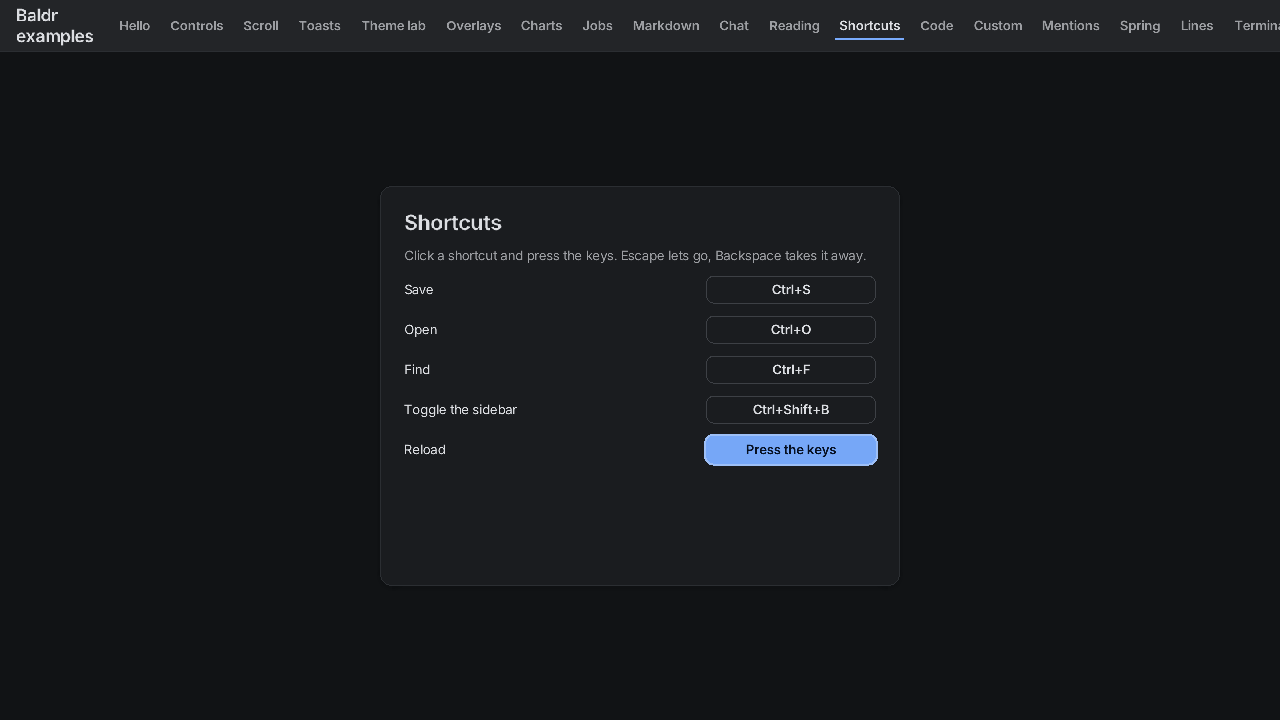 Baldr
examples
Hello Controls Scroll Toasts Theme lab Overlays Charts Jobs Markdown Chat Reading Shortcuts Code Custom Mentions Spring Lines
Shortcuts
Click a shortcut and press the keys. Escape lets go, Backspace takes it away.
Save Ctrl+S
Open Ctrl+O
Find Ctrl+F
Toggle the sidebar Ctrl+Shift+B
Reload Press the keys